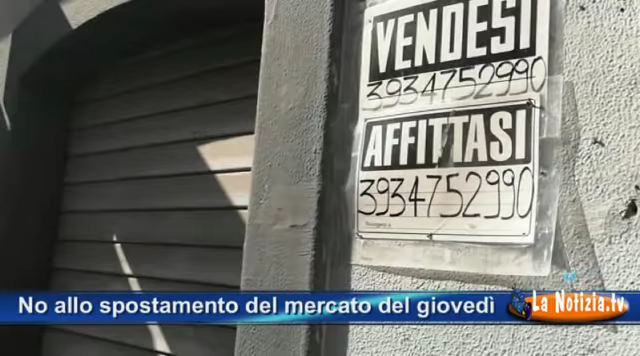 VENDESI
3934752990
AFFITTASI
3934752990
No allo spostamento del mercato del giovedì
La Notizia.tv